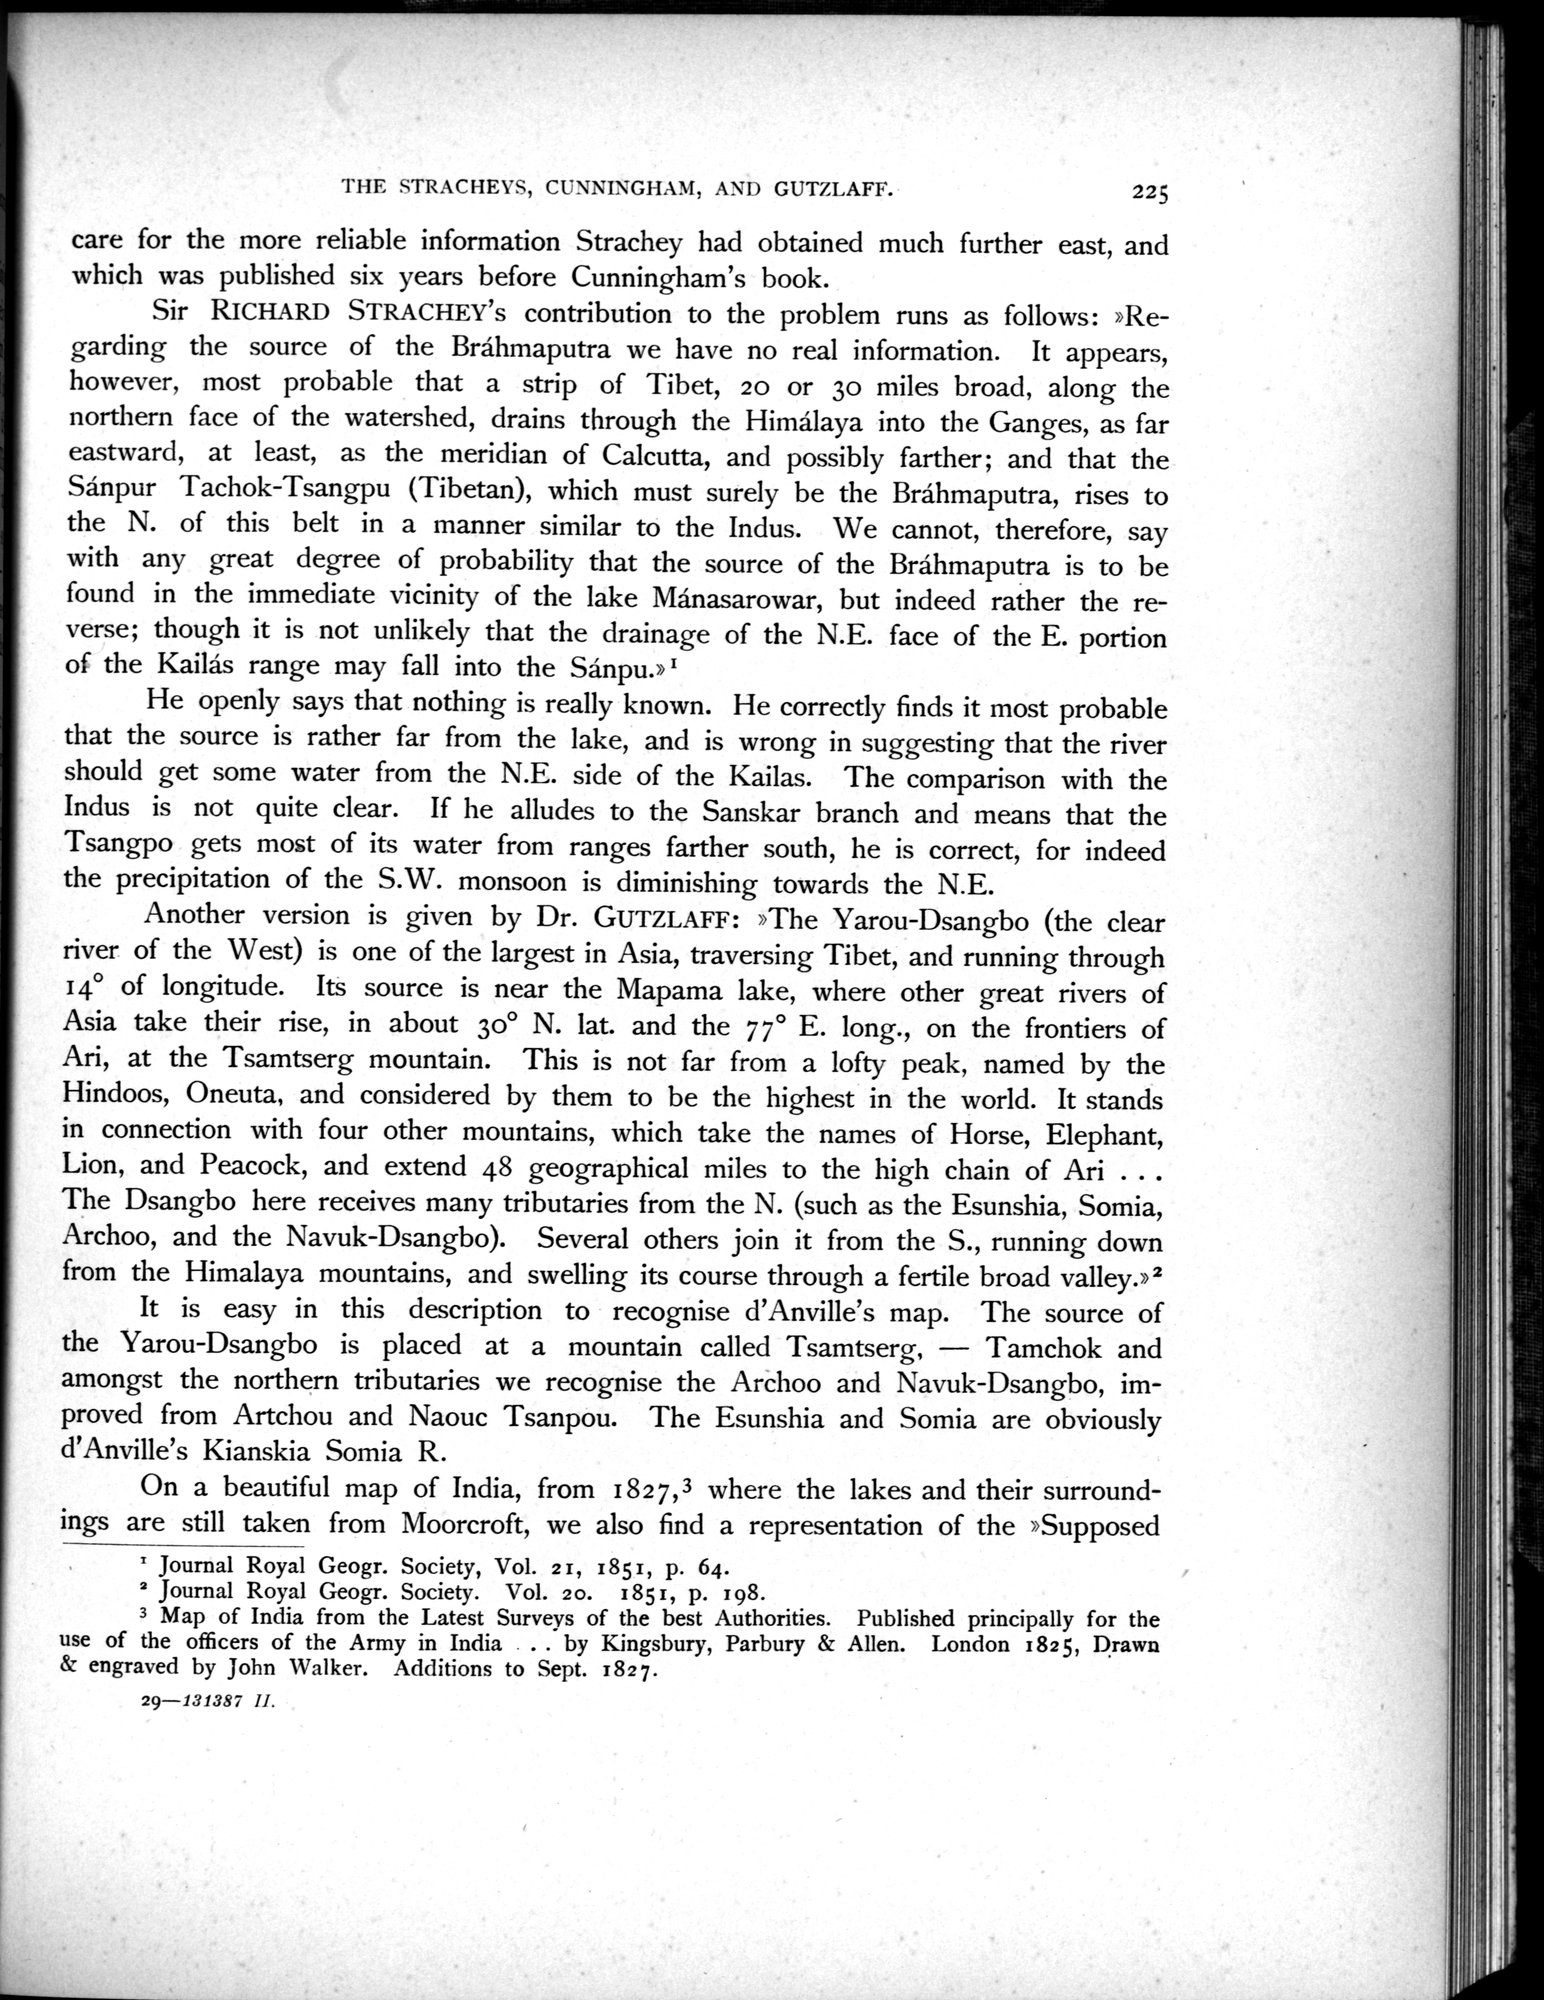 THE STRACHEYS, CUNNINGHAM, AND GUTZLAFF. 225
care for the more reliable information Strachey had obtained much further east, and
which was published six years before Cunningham's book.
Sir RICHARD STRACHEY's contribution to the problem runs as follows: »Re-
garding the source of the Bráhmaputra we have no real information. It appears,
however, most probable that a strip of Tibet, 20 or 30 miles broad, along the
northern face of the watershed, drains through the Himálaya into the Ganges, as far
eastward, at least, as the meridian of Calcutta, and possibly farther; and that the
Sánpur Tachok-Tsangpu (Tibetan), which must surely be the Bráhmaputra, rises to
the N. of this belt in a manner similar to the Indus. We cannot, therefore, say
with any great degree of probability that the source of the Bráhmaputra is to be
found in the immediate vicinity of the lake Mánasarowar, but indeed rather the re-
verse; though it is not unlikely that the drainage of the N.E. face of the E. portion
of the Kailás range may fall into the Sánpu.»¹
He openly says that nothing is really known. He correctly finds it most probable
that the source is rather far from the lake, and is wrong in suggesting that the river
should get some water from the N.E. side of the Kailas. The comparison with the
Indus is not quite clear. If he alludes to the Sanskar branch and means that the
Tsangpo gets most of its water from ranges farther south, he is correct, for indeed
the precipitation of the S.W. monsoon is diminishing towards the N.E.
Another version is given by Dr. GUTZLAFF: »The Yarou-Dsangbo (the clear
river of the West) is one of the largest in Asia, traversing Tibet, and running through
14° of longitude. Its source is near the Mapama lake, where other great rivers of
Asia take their rise, in about 30° N. lat. and the 77° E. long., on the frontiers of
Ari, at the Tsamtserg mountain. This is not far from a lofty peak, named by the
Hindoos, Oneuta, and considered by them to be the highest in the world. It stands
in connection with four other mountains, which take the names of Horse, Elephant,
Lion, and Peacock, and extend 48 geographical miles to the high chain of Ari . . .
The Dsangbo here receives many tributaries from the N. (such as the Esunshia, Somia,
Archoo, and the Navuk-Dsangbo). Several others join it from the S., running down
from the Himalaya mountains, and swelling its course through a fertile broad valley.»²
It is easy in this description to recognise d'Anville's map. The source of
the Yarou-Dsangbo is placed at a mountain called Tsamtserg, — Tamchok and
amongst the northern tributaries we recognise the Archoo and Navuk-Dsangbo, im-
proved from Artchou and Naouc Tsanpou. The Esunshia and Somia are obviously
d'Anville's Kianskia Somia R.
On a beautiful map of India, from 1827,³ where the lakes and their surround-
ings are still taken from Moorcroft, we also find a representation of the »Supposed
¹ Journal Royal Geogr. Society, Vol. 21, 1851, p. 64.
² Journal Royal Geogr. Society. Vol. 20. 1851, p. 198.
³ Map of India from the Latest Surveys of the best Authorities. Published principally for the
use of the officers of the Army in India . . . by Kingsbury, Parbury & Allen. London 1825, Drawn
& engraved by John Walker. Additions to Sept. 1827.
29—131387 II.